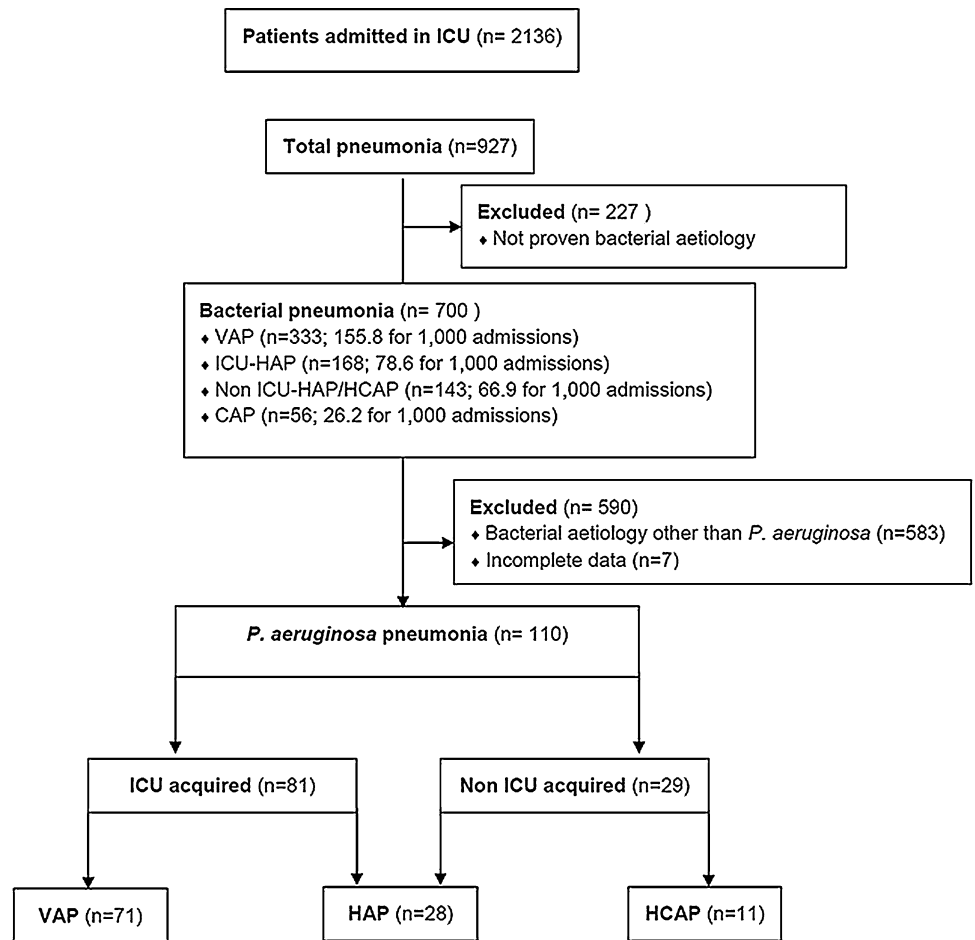 Patients admitted in ICU (n= 2136)
Total pneumonia (n=927)
Excluded (n= 227 )
♦ Not proven bacterial aetiology
Bacterial pneumonia (n= 700 )
♦ VAP (n=333; 155.8 for 1,000 admissions)
♦ ICU-HAP (n=168; 78.6 for 1,000 admissions)
♦ Non ICU-HAP/HCAP (n=143; 66.9 for 1,000 admissions)
♦ CAP (n=56; 26.2 for 1,000 admissions)
Excluded (n= 590)
♦ Bacterial aetiology other than P. aeruginosa (n=583)
♦ Incomplete data (n=7)
P. aeruginosa pneumonia (n= 110)
ICU acquired (n=81)
Non ICU acquired (n=29)
VAP (n=71)
HAP (n=28)
HCAP (n=11)